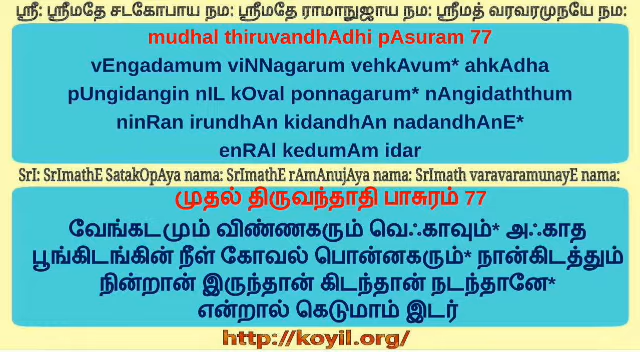 ஸ்ரீ: ஸ்ரீமதே சடகோபாய நம: ஸ்ரீமதே ராமாநுஜாய நம: ஸ்ரீமத் வரவரமுநயே நம:
mudhal thiruvandhAdhi pAsuram 77
vEngadamum viNNagarum vehkAvum* ahkAdha
pUngidangin nIL kOval ponnagarum* nAngidaththum
ninRan irundhAn kidandhAn nadandhAnE*
enRAl kedumAm idar
SrI: SrImathE SatakOpAya nama: SrImathE rAmAnujAya nama: SrImath varavaramunayE nama:
முதல் திருவந்தாதி பாசுரம் 77
வேங்கடமும் விண்ணகரும் வெஃகாவும்* அஃகாத
பூங்கிடங்கின் நீள் கோவல் பொன்னகரும்* நான்கிடத்தும்
நின்றான் இருந்தான் கிடந்தான் நடந்தானே*
என்றால் கெடுமாம் இடர்
http://koyil.org/